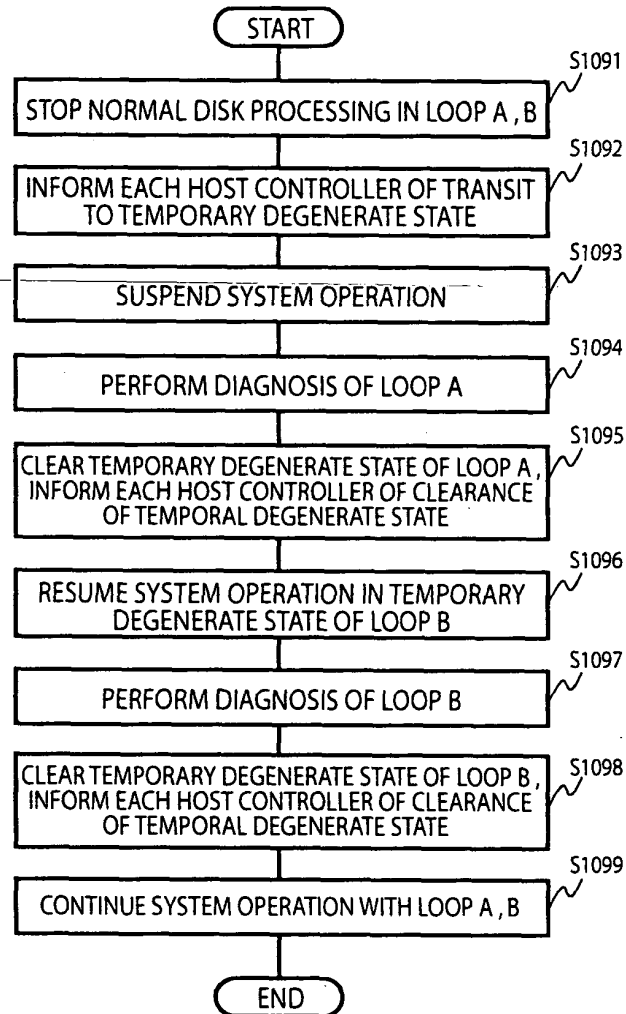 START
S1091
STOP NORMAL DISK PROCESSING IN LOOP A , B
S1092
INFORM EACH HOST CONTROLLER OF TRANSIT
TO TEMPORARY DEGENERATE STATE
S1093
SUSPEND SYSTEM OPERATION
S1094
PERFORM DIAGNOSIS OF LOOP A
S1095
CLEAR TEMPORARY DEGENERATE STATE OF LOOP A ,
INFORM EACH HOST CONTROLLER OF CLEARANCE
OF TEMPORAL DEGENERATE STATE
S1096
RESUME SYSTEM OPERATION IN TEMPORARY
DEGENERATE STATE OF LOOP B
S1097
PERFORM DIAGNOSIS OF LOOP B
S1098
CLEAR TEMPORARY DEGENERATE STATE OF LOOP B ,
INFORM EACH HOST CONTROLLER OF CLEARANCE
OF TEMPORAL DEGENERATE STATE
S1099
CONTINUE SYSTEM OPERATION WITH LOOP A , B
END